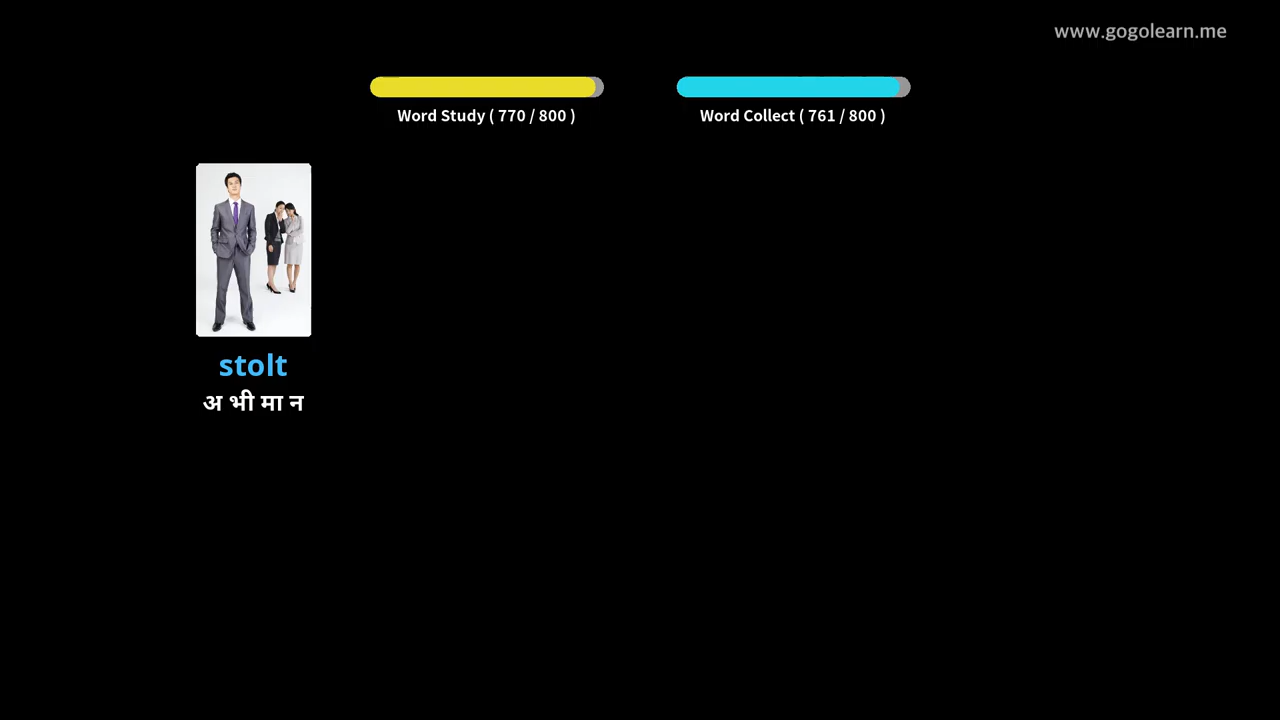 www.gogolearn.me
Word Study ( 770 / 800 )
Word Collect ( 761 / 800 )
stolt
अ भी मा न